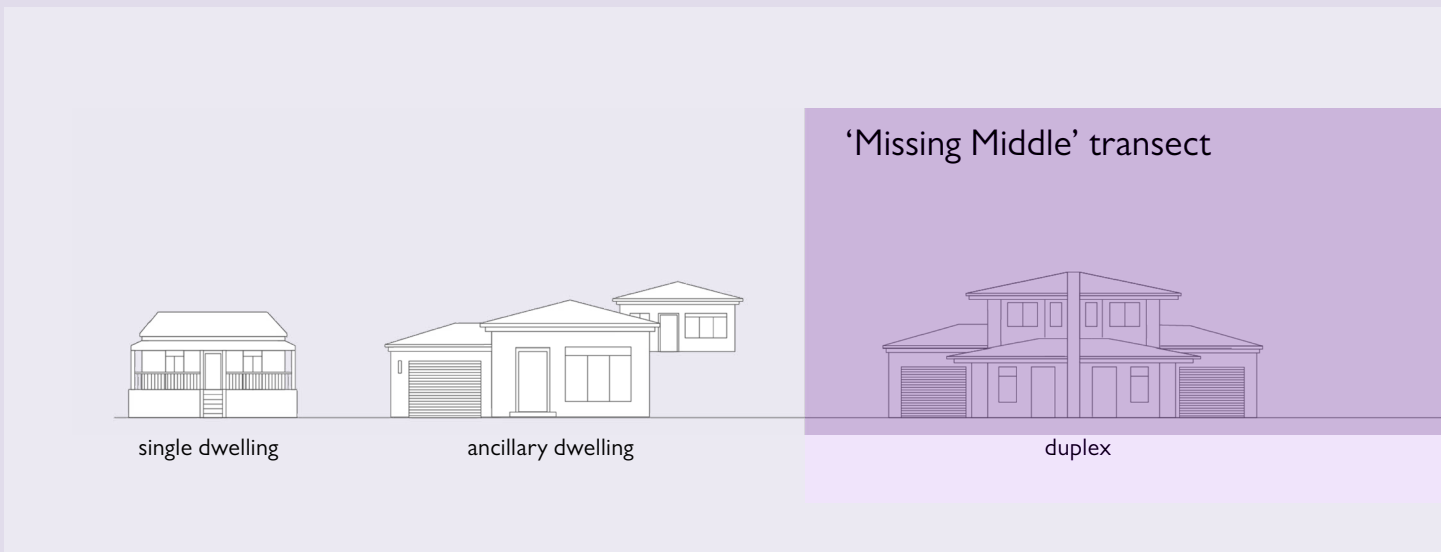 ‘Missing Middle’ transect
single dwelling
ancillary dwelling
duplex